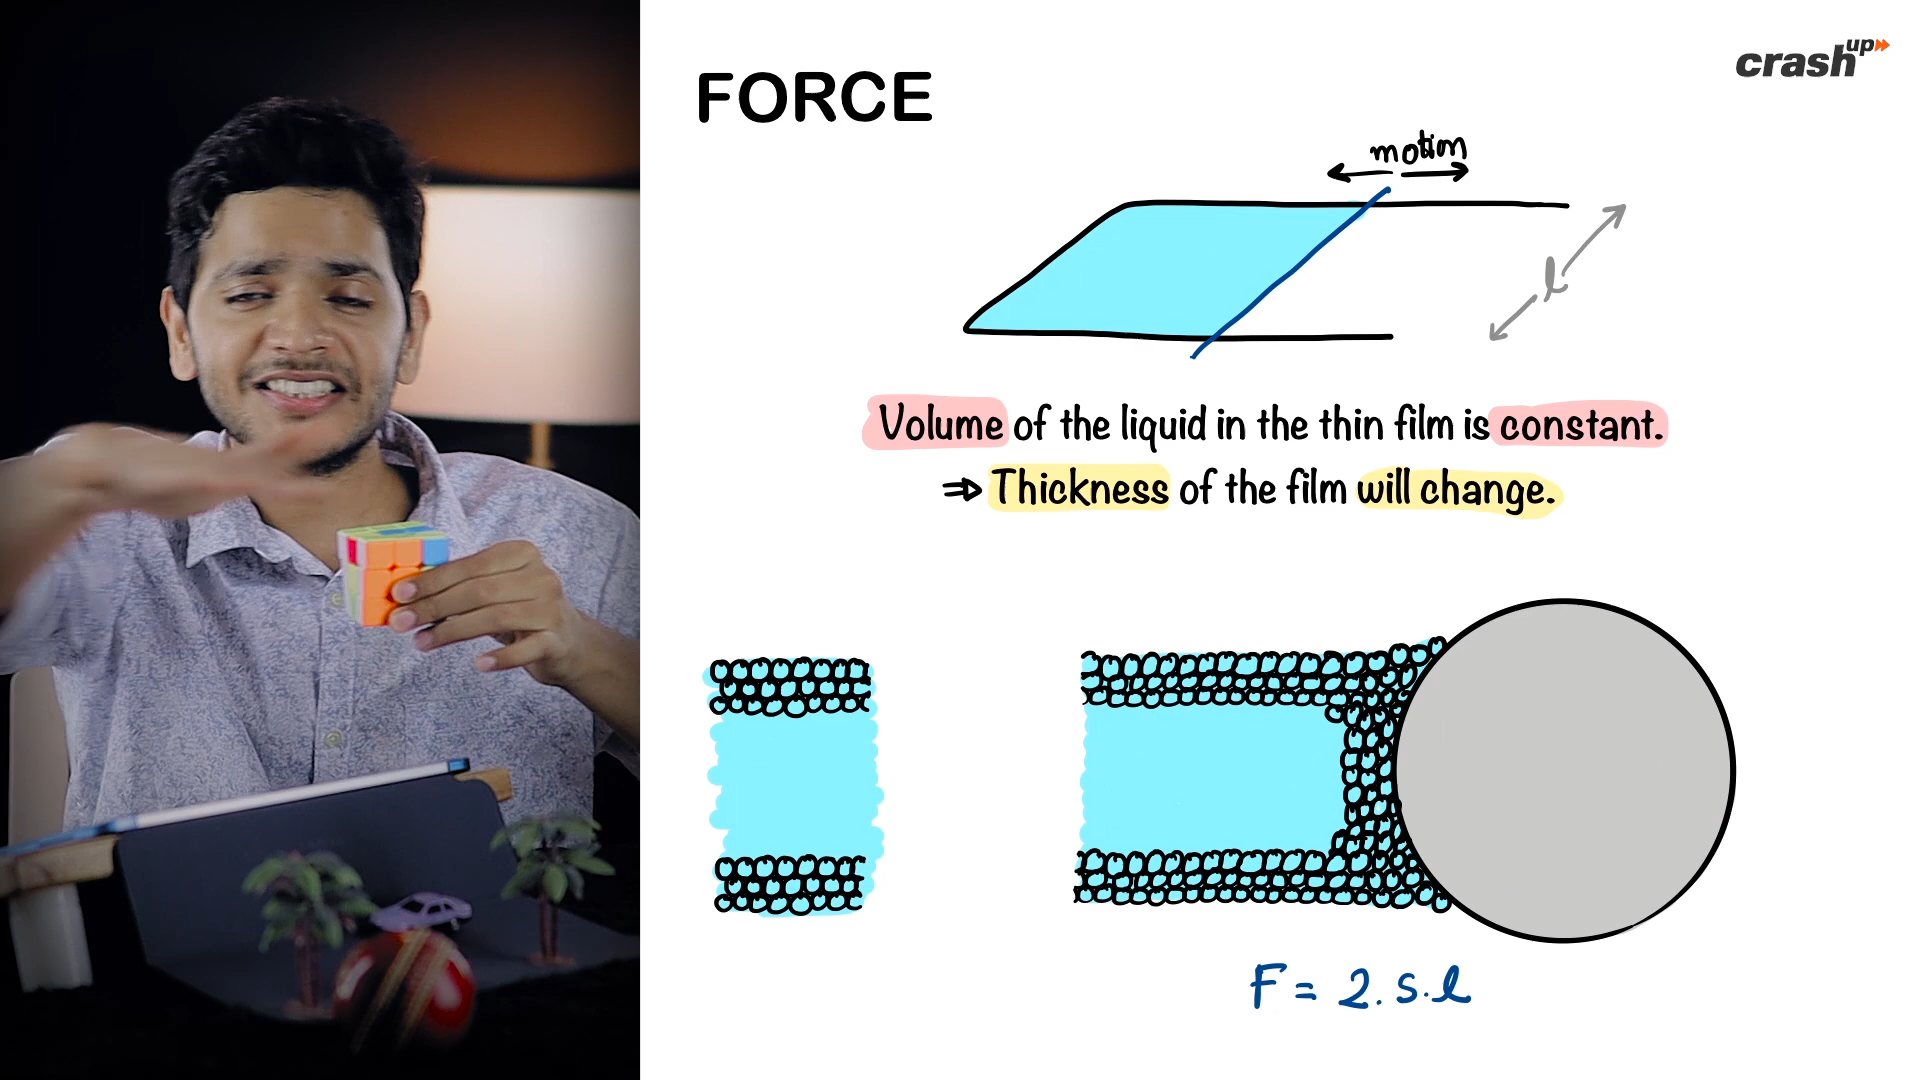 crash up
FORCE
motion
l
Volume of the liquid in the thin film is constant.
⇒ Thickness of the film will change.
F = 2.s.l